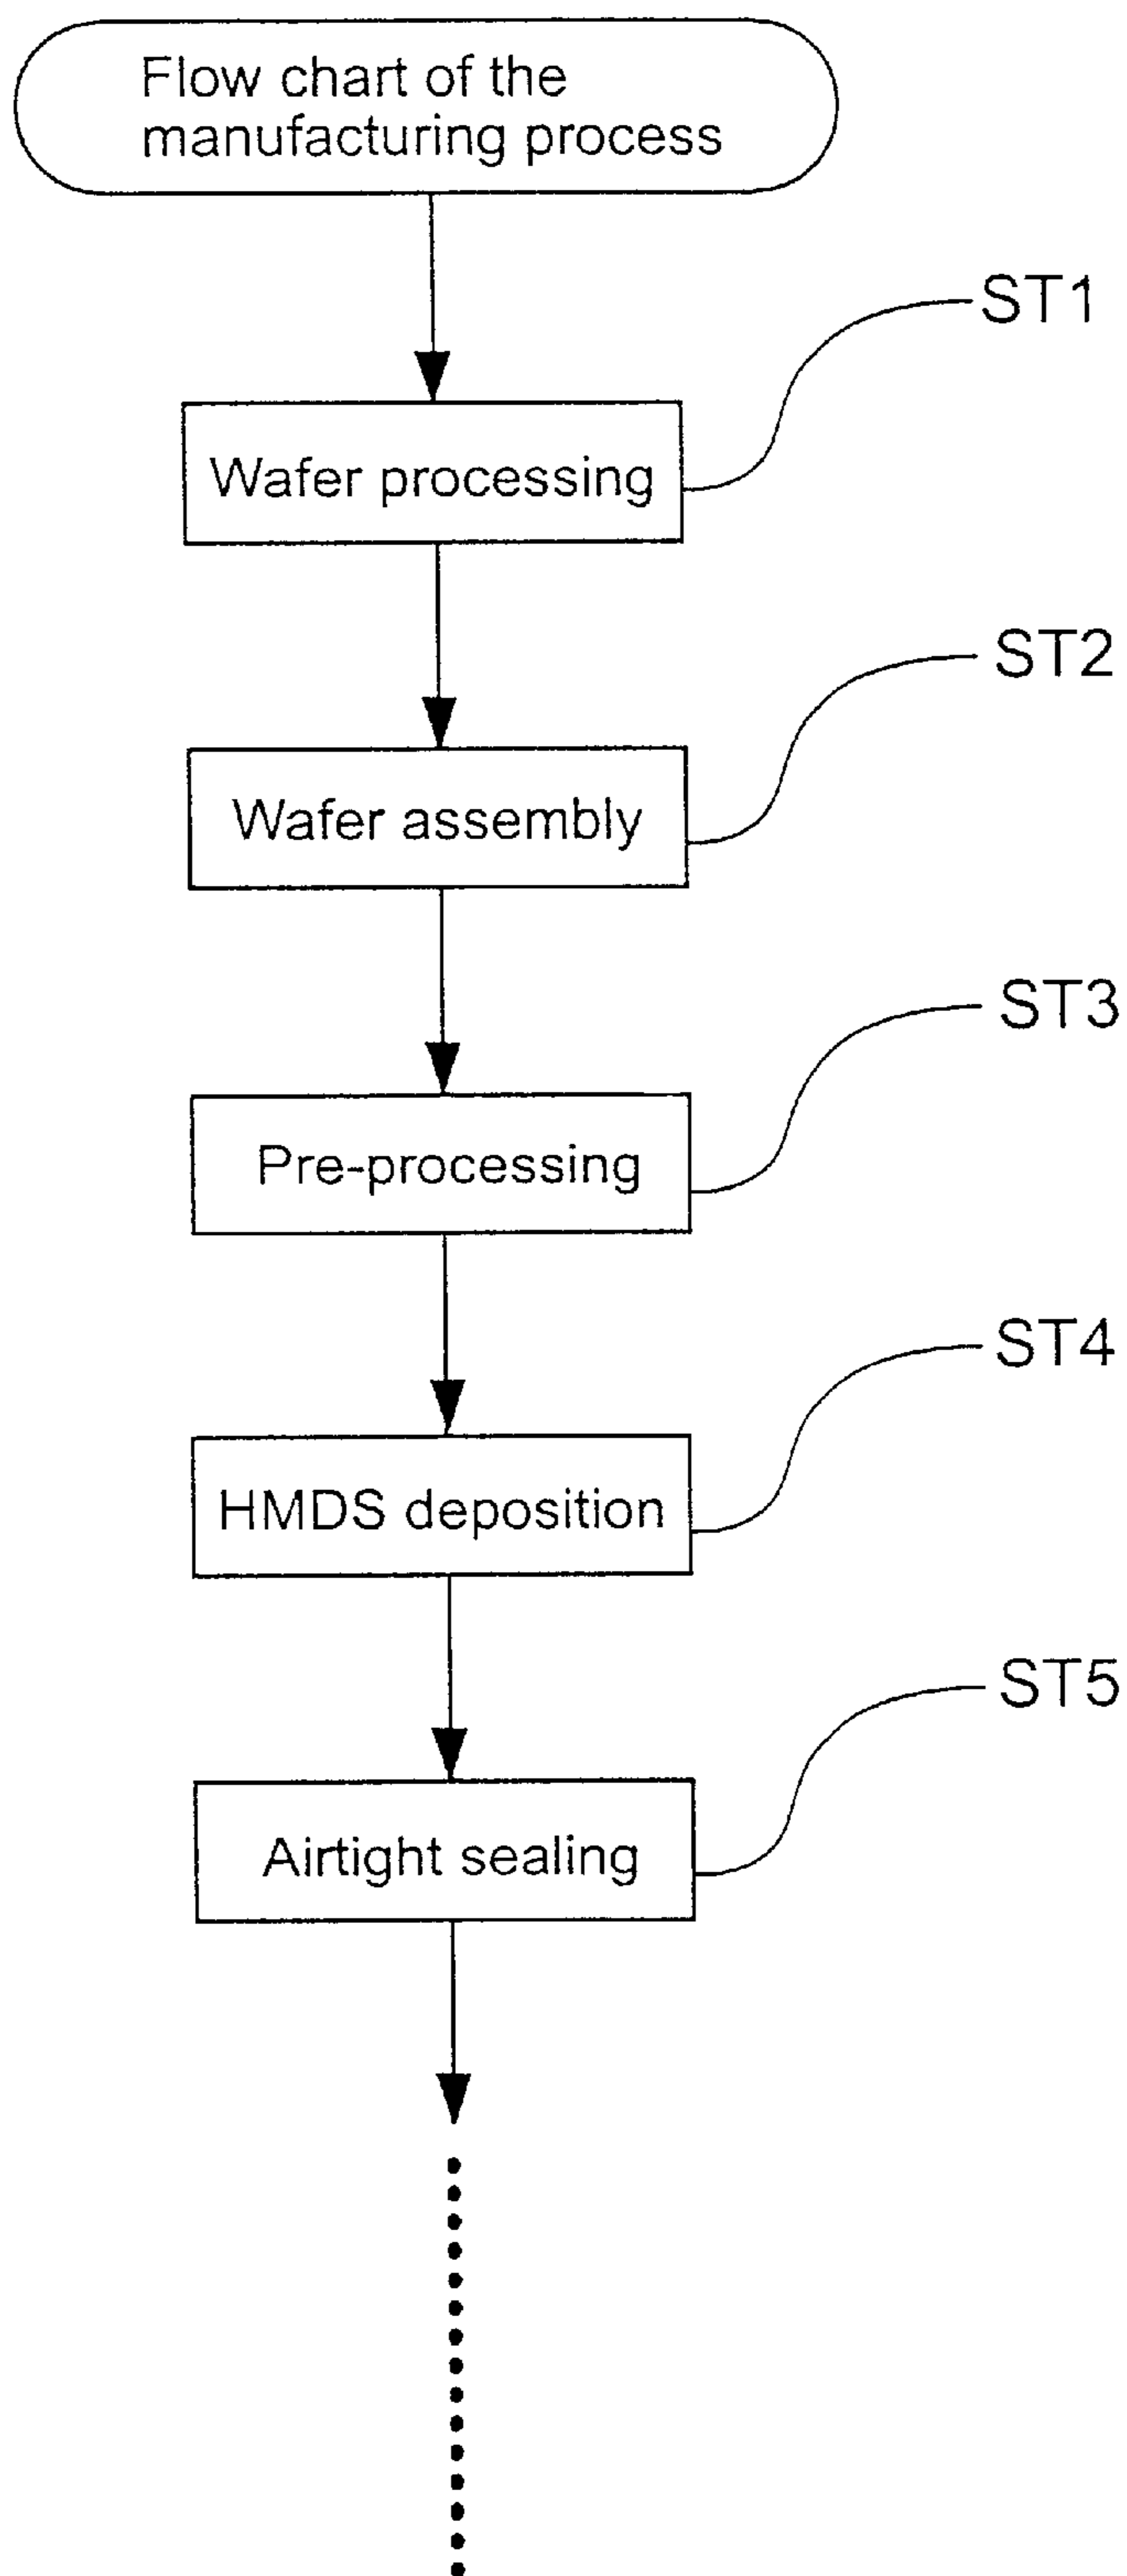 Flow chart of the
manufacturing process
ST1
Wafer processing
ST2
Wafer assembly
ST3
Pre-processing
ST4
HMDS deposition
ST5
Airtight sealing